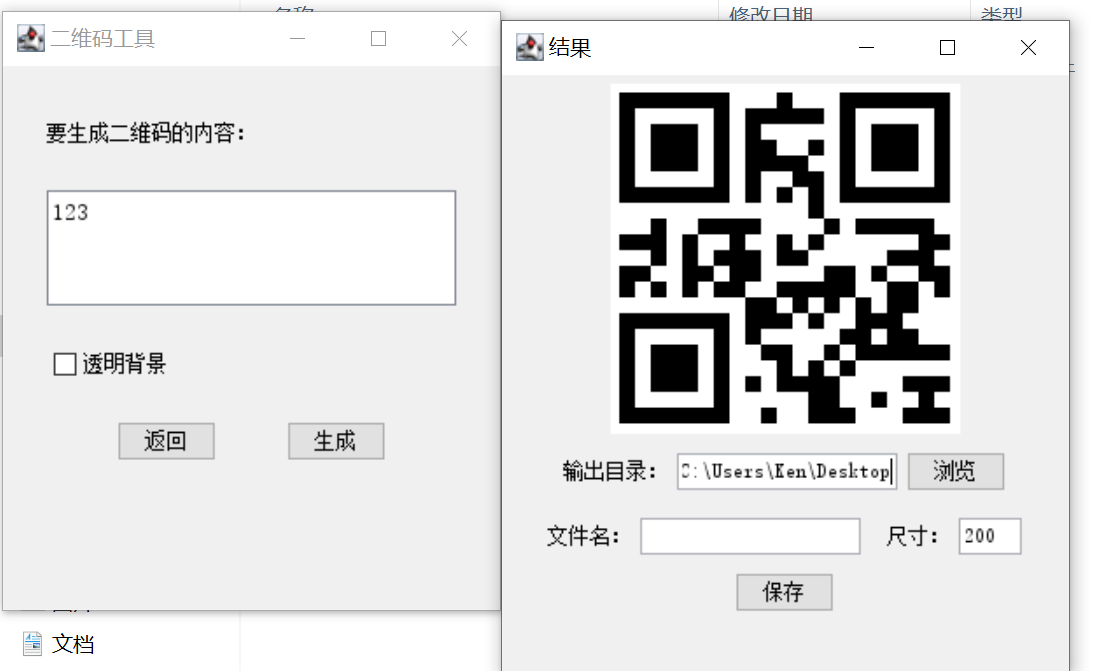 名称
修改日期
类型
二维码工具
要生成二维码的内容：
123
透明背景
返回
生成
结果
输出目录：
C:\Users\Ken\Desktop
浏览
文件名：
尺寸：
200
保存
文档